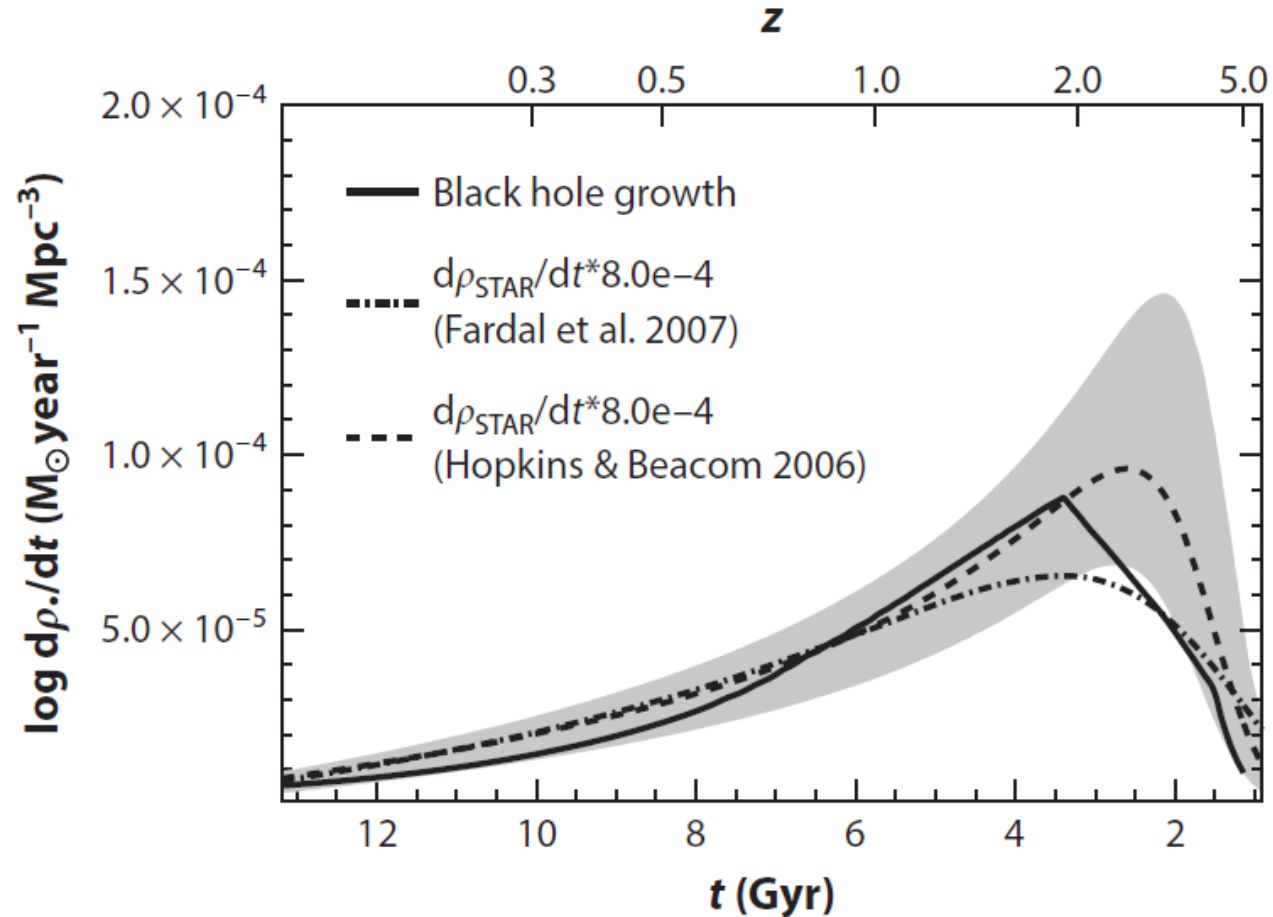 z
0.3 0.5 1.0 2.0 5.0
2.0 × 10⁻⁴
1.5 × 10⁻⁴
1.0 × 10⁻⁴
5.0 × 10⁻⁵
log dρ./dt (M⊙year⁻¹ Mpc⁻³)
Black hole growth
dρSTAR/dt*8.0e−4
(Fardal et al. 2007)
dρSTAR/dt*8.0e−4
(Hopkins & Beacom 2006)
12 10 8 6 4 2
t (Gyr)